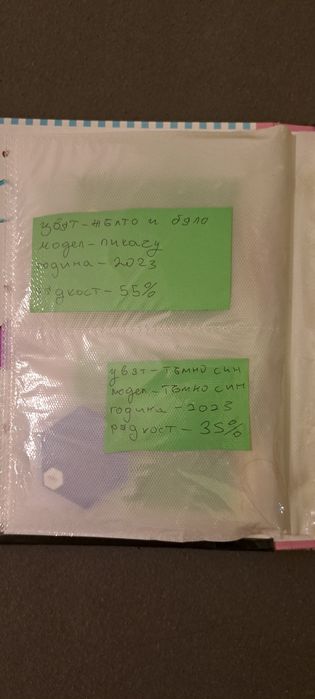 цвят - жълто и бяло
модел - пикачу
година - 2023
рядкост - 55%
цвят - тъмно син
модел - тъмно син
година - 2023
рядкост - 35%